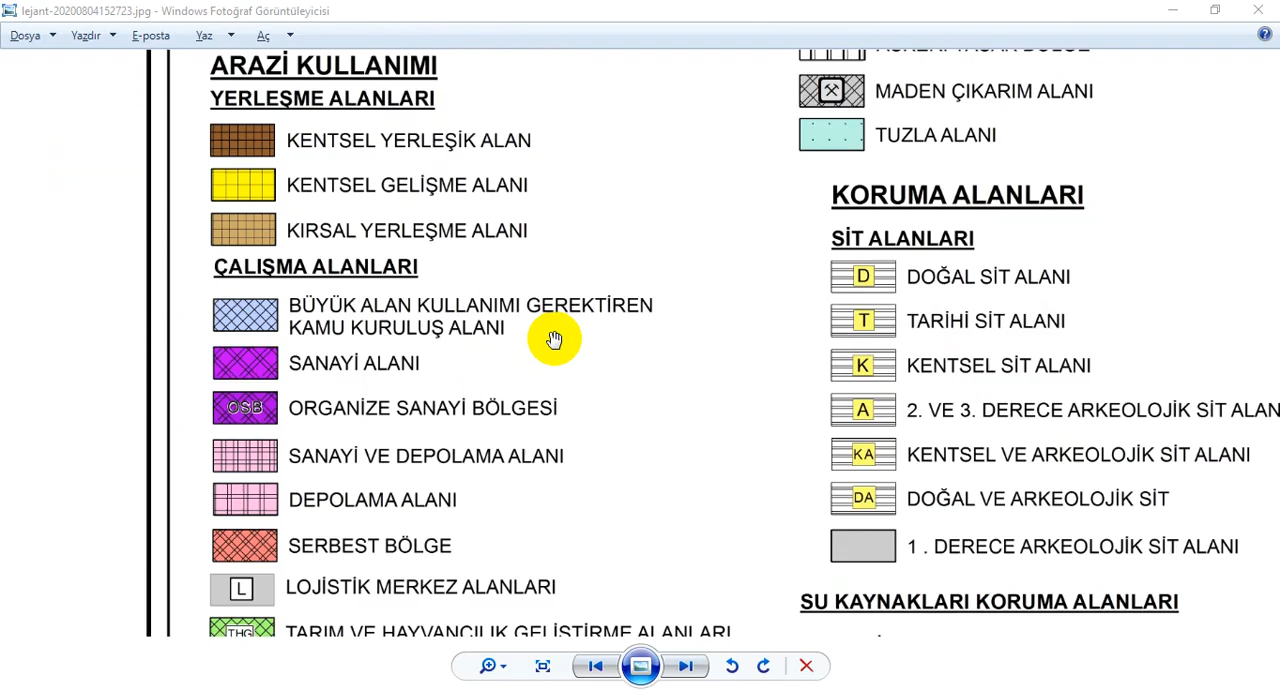 lejant-20200804152723.jpg - Windows Fotoğraf Görüntüleyicisi
Dosya Yazdır E-posta Yaz Aç
ARAZİ KULLANIMI
YERLEŞME ALANLARI
KENTSEL YERLEŞİK ALAN
KENTSEL GELİŞME ALANI
KIRSAL YERLEŞME ALANI
ÇALIŞMA ALANLARI
BÜYÜK ALAN KULLANIMI GEREKTİREN
KAMU KURULUŞ ALANI
SANAYİ ALANI
OSB ORGANİZE SANAYİ BÖLGESİ
SANAYİ VE DEPOLAMA ALANI
DEPOLAMA ALANI
SERBEST BÖLGE
L LOJİSTİK MERKEZ ALANLARI
THG TARIM VE HAYVANCILIK GELİŞTİRME ALANLARI
MADEN ÇIKARIM ALANI
TUZLA ALANI
KORUMA ALANLARI
SİT ALANLARI
D DOĞAL SİT ALANI
T TARİHİ SİT ALANI
K KENTSEL SİT ALANI
A 2. VE 3. DERECE ARKEOLOJİK SİT ALAN
KA KENTSEL VE ARKEOLOJİK SİT ALANI
DA DOĞAL VE ARKEOLOJİK SİT
1 . DERECE ARKEOLOJİK SİT ALANI
SU KAYNAKLARI KORUMA ALANLARI